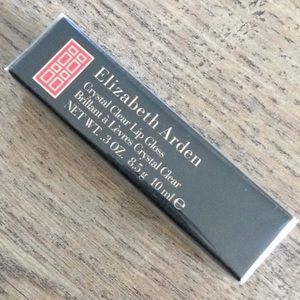 Elizabeth Arden
Crystal Clear Lip Gloss
Brillant à Lèvres Crystal Clear
NET WT. .3 OZ. 8,5 g 10 ml ℮